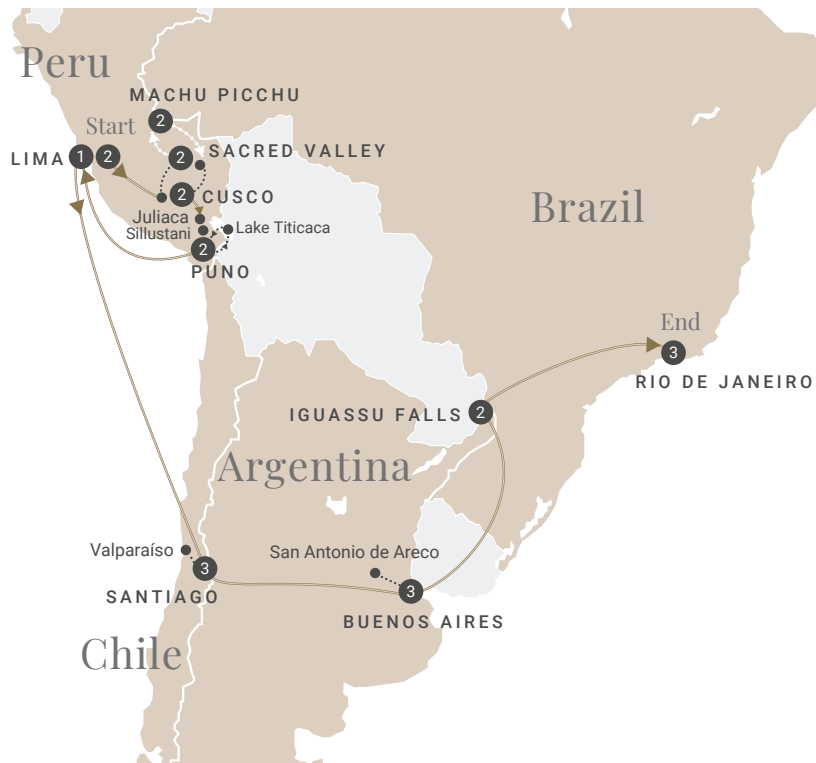 Peru
MACHU PICCHU
2
Start
LIMA 1 2
2 SACRED VALLEY
2 CUSCO
Juliaca
Sillustani
Lake Titicaca
2
PUNO
Brazil
End
3
RIO DE JANEIRO
IGUASSU FALLS 2
Argentina
Valparaíso
San Antonio de Areco
3
SANTIAGO
3
BUENOS AIRES
Chile